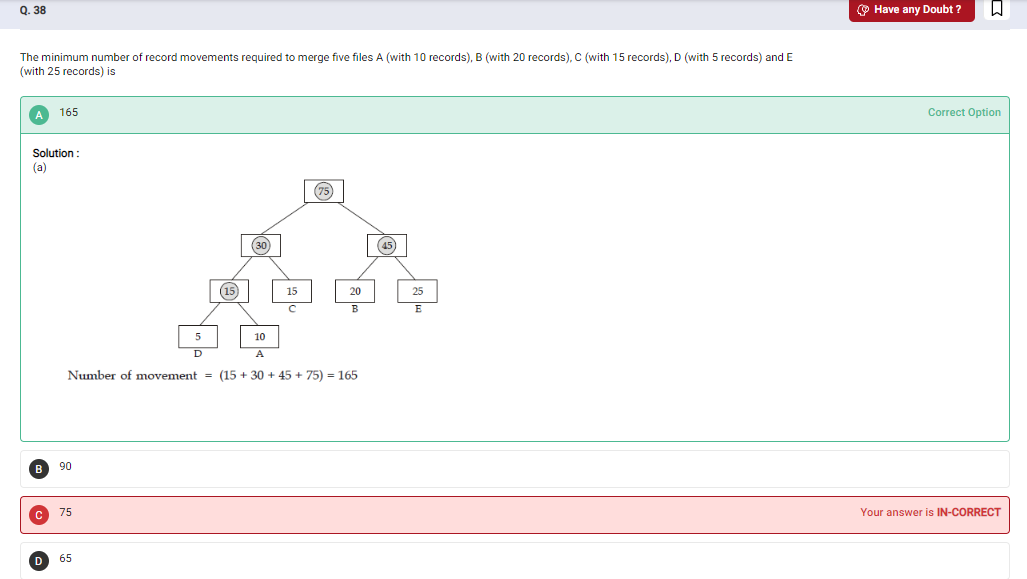 Q. 38
Have any Doubt ?
The minimum number of record movements required to merge five files A (with 10 records), B (with 20 records), C (with 15 records), D (with 5 records) and E
(with 25 records) is
A 165 Correct Option
Solution :
(a)
75
30 45
15 15 20 25
C B E
5 10
D A
Number of movement = (15 + 30 + 45 + 75) = 165
B 90
C 75 Your answer is IN-CORRECT
D 65